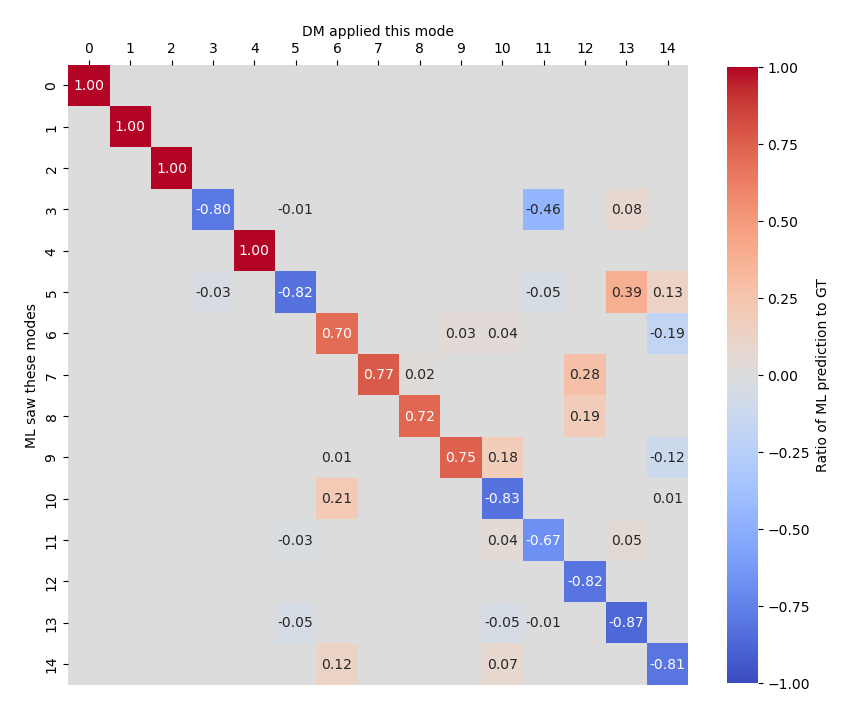 DM applied this mode
0 1 2 3 4 5 6 7 8 9 10 11 12 13 14
ML saw these modes
0 1.00
1 1.00
2 1.00
3 -0.80 -0.01 -0.46 0.08
4 1.00
5 -0.03 -0.82 -0.05 0.39 0.13
6 0.70 0.03 0.04 -0.19
7 0.77 0.02 0.28
8 0.72 0.19
9 0.01 0.75 0.18 -0.12
10 0.21 -0.83 0.01
11 -0.03 0.04 -0.67 0.05
12 -0.82
13 -0.05 -0.05 -0.01 -0.87
14 0.12 0.07 -0.81
1.00
0.75
0.50
0.25
0.00
−0.25
−0.50
−0.75
−1.00
Ratio of ML prediction to GT